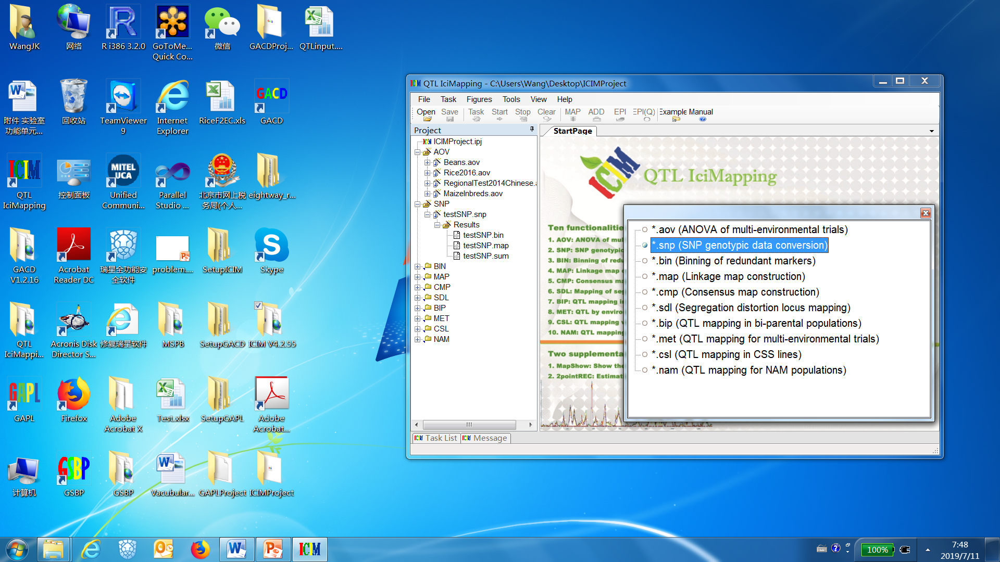 WangJK
网络
R i386 3.2.0
GoToMe...
Quick Co...
微信
GACDProj...
QTLinput....
附件 实验室
功能单元...
回收站
TeamViewer
9
Internet
Explorer
RiceF2EC.xls
GACD
GACD
ICIM
QTL
IciMapping
控制面板
MITEL
UCA
Unified
Communi...
Parallel
Studio ...
北京市网上税
务局(个人...
eightway_r...
GACD
V1.2.16
Acrobat
Reader DC
瑞星全功能安
全软件
problem....
SetupICIM
Skype
QTL
IciMappi...
Acronis Disk
Director S...
修复瑞星软件
MSPB
SetupGACD
ICIM V4.2.55
GAPL
GAPL
Firefox
Adobe
Acrobat X
Test.xlsx
SetupGAPL
Adobe
Acrobat...
计算机
GSBP
GSBP
GSBP
Vacubular...
GAPLProject
ICIMProject
ICIM QTL IciMapping - C:\Users\Wang\Desktop\ICIMProject
File Task Figures Tools View Help
Open Save Task Start Stop Clear MAP ADD EPI EPI(Q) Example Manual
Project
ICIMProject.ipj
AOV
Beans.aov
Rice2016.aov
RegionalTest2014Chinese.a
MaizeInbreds.aov
SNP
testSNP.snp
Results
testSNP.bin
testSNP.map
testSNP.sum
BIN
MAP
CMP
SDL
BIP
MET
CSL
NAM
StartPage
ICIM QTL IciMapping
Ten functionalitie
1. AOV: ANOVA of mul
2. SNP: SNP genotypic
3. BIN: Binning of redu
4. MAP: Linkage map c
5. CMP: Consensus ma
6. SDL: Mapping of seg
7. BIP: QTL mapping in
8. MET: QTL by enviro
9. CSL: QTL mapping v
10. NAM: QTL mapping
Two supplementa
1. MapShow: Show the
2. 2pointREC: Estimat
*.aov (ANOVA of multi-environmental trials)
*.snp (SNP genotypic data conversion)
*.bin (Binning of redundant markers)
*.map (Linkage map construction)
*.cmp (Consensus map construction)
*.sdl (Segregation distortion locus mapping)
*.bip (QTL mapping in bi-parental populations)
*.met (QTL mapping for multi-environmental trials)
*.csl (QTL mapping in CSS lines)
*.nam (QTL mapping for NAM populations)
ICIM Task List ICIM Message
ICIM
100%
7:48
2019/7/11